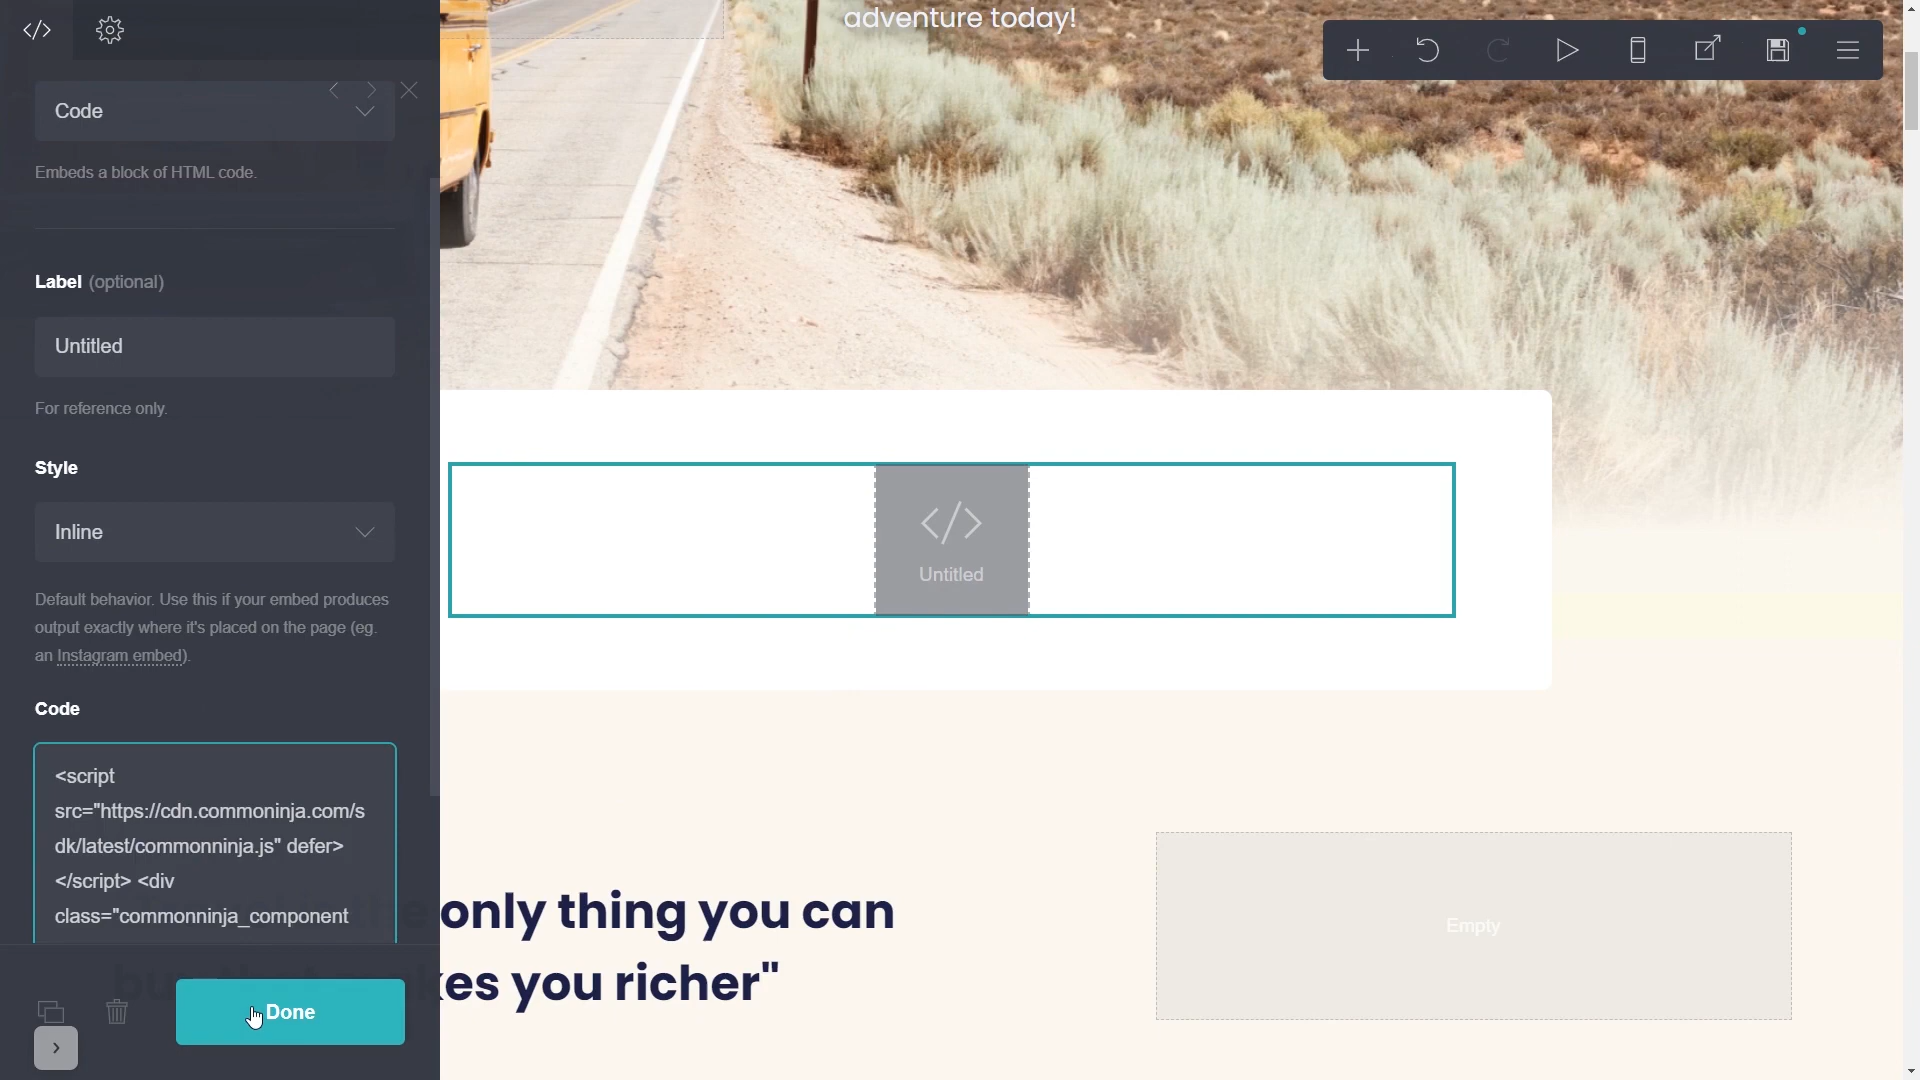 Code
Embeds a block of HTML code.
Label (optional)
Untitled
For reference only.
Style
Inline
Default behavior. Use this if your embed produces
output exactly where it's placed on the page (eg.
an Instagram embed).
Code
<script
src="https://cdn.commoninja.com/s
dk/latest/commonninja.js" defer>
</script> <div
class="commonninja_component
Done
adventure today!
Untitled
only thing you can
kes you richer"
Empty